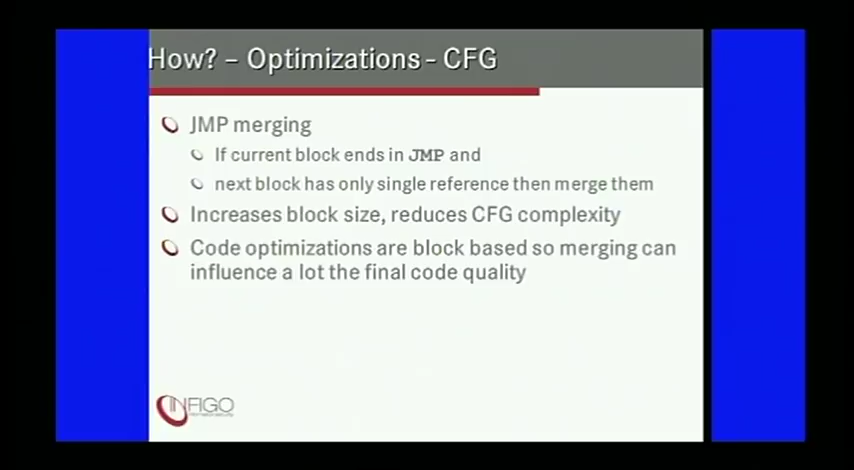 How? – Optimizations - CFG
JMP merging
If current block ends in JMP and
next block has only single reference then merge them
Increases block size, reduces CFG complexity
Code optimizations are block based so merging can
influence a lot the final code quality
INFIGO